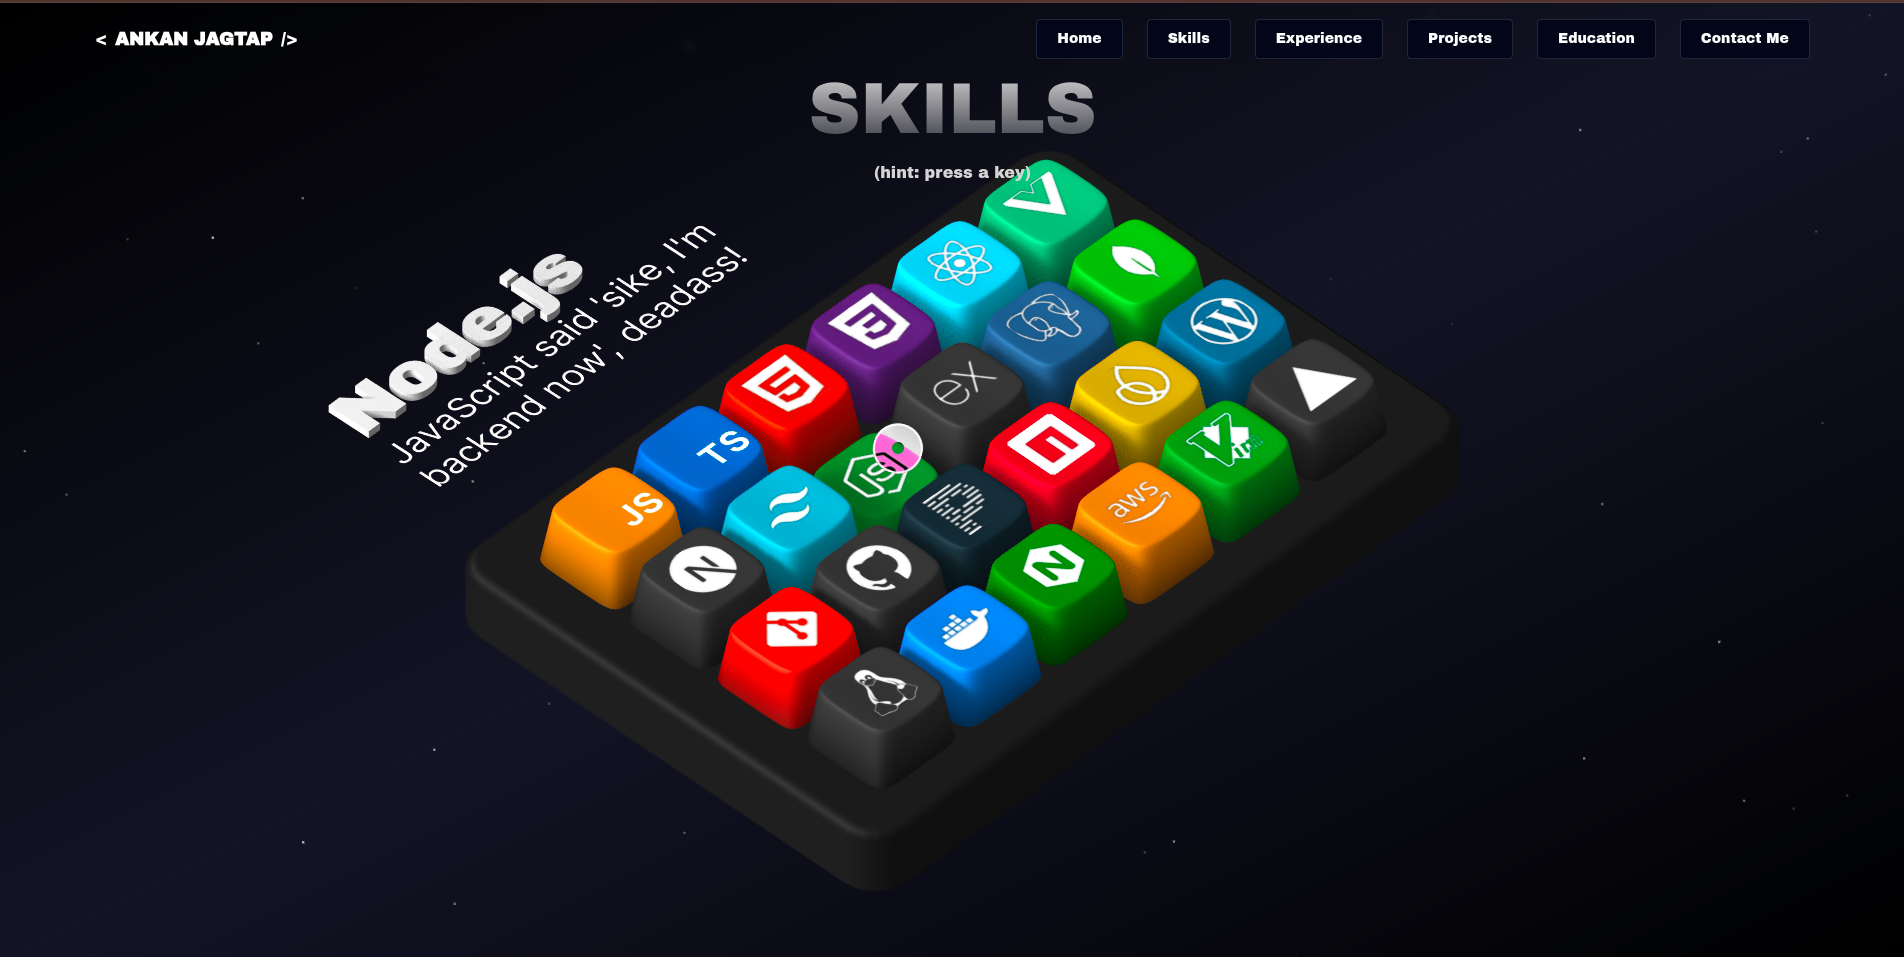 < ANKAN JAGTAP />
Home
Skills
Experience
Projects
Education
Contact Me
SKILLS
(hint: press a key)
Node.js
JavaScript said 'sike, I'm
backend now', deadass!
ex
TS
JS
JS
aws